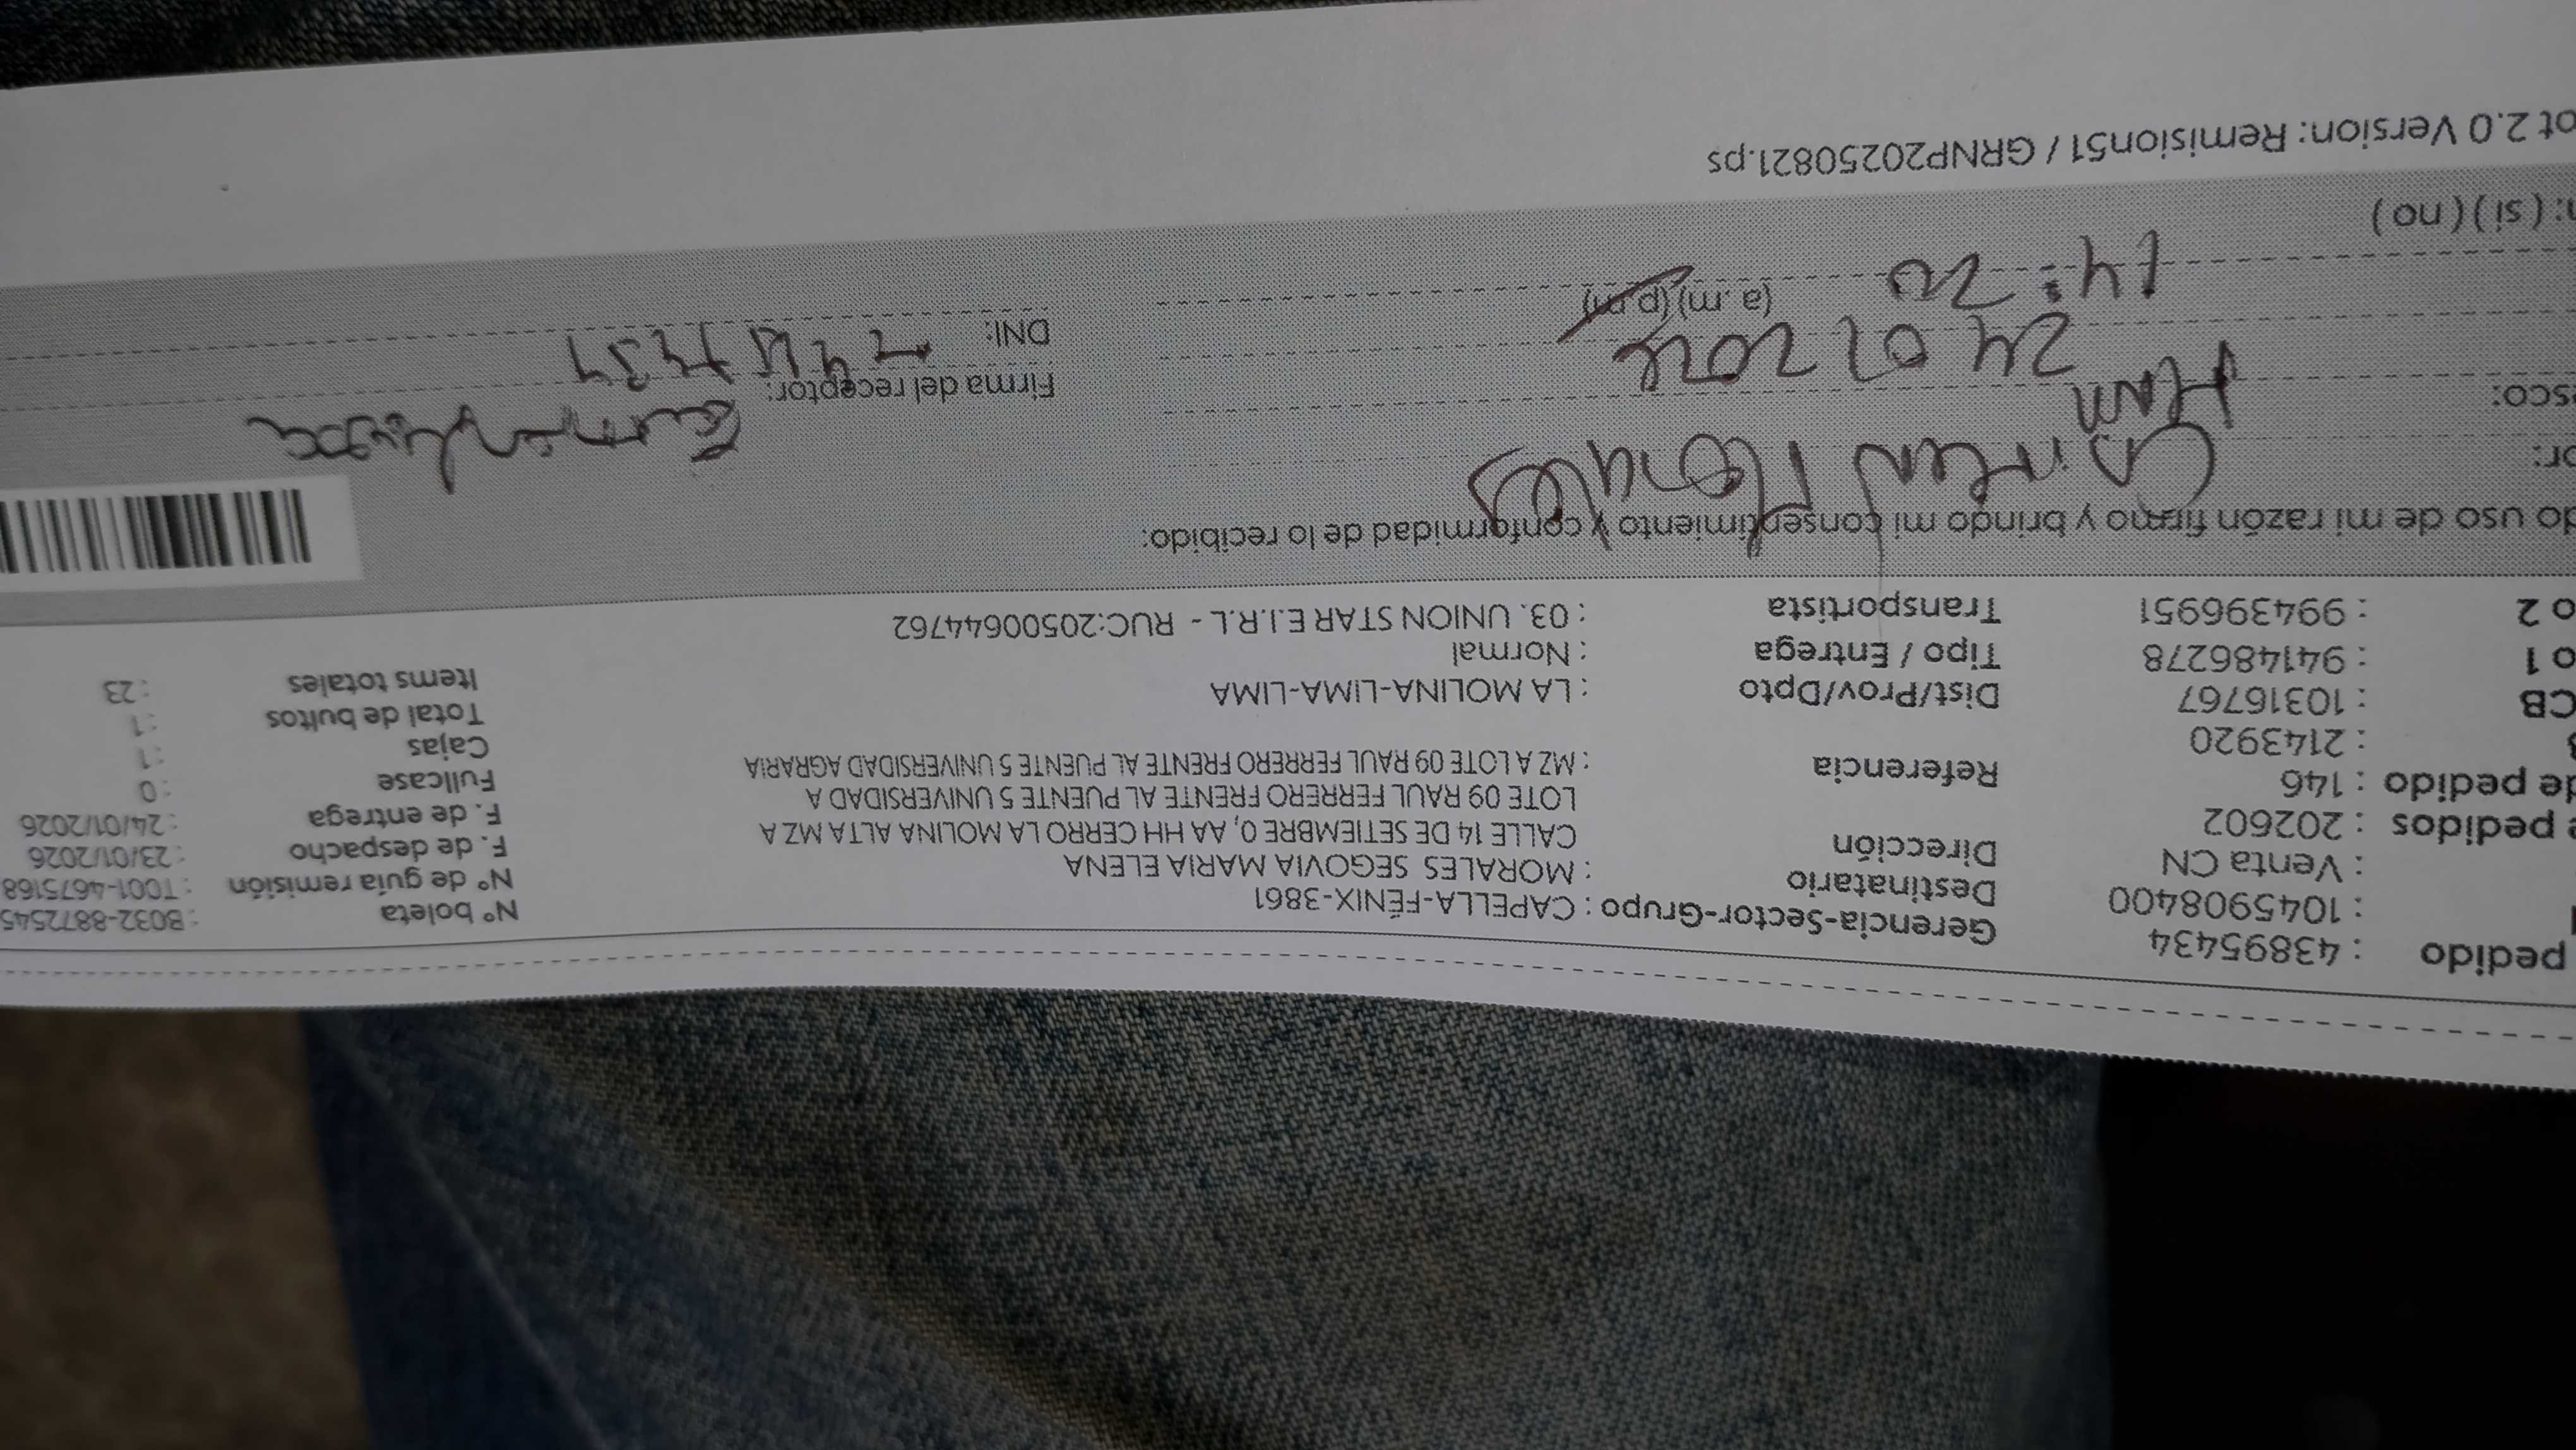 pedido : 43895434
: 1045908400
: Venta CN
e pedidos : 202602
de pedido : 146
: 2143920
CB : 10316767
o 1 : 941486278
o 2 : 994396951
Gerencia-Sector-Grupo : CAPELLA-FÉNIX-3861
Destinatario : MORALES SEGOVIA MARIA ELENA
Dirección CALLE 14 DE SETIEMBRE 0, AA HH CERRO LA MOLINA ALTA MZ A
LOTE 09 RAUL FERRERO FRENTE AL PUENTE 5 UNIVERSIDAD A
Referencia : MZ A LOTE 09 RAUL FERRERO FRENTE AL PUENTE 5 UNIVERSIDAD AGRARIA
Dist/Prov/Dpto : LA MOLINA-LIMA-LIMA
Tipo / Entrega : Normal
Transportista : 03. UNION STAR E.I.R.L - RUC:20500644762
N° boleta : B032-8872545
N° de guía remisión : T001-4675168
F. de despacho : 23/01/2026
F. de entrega : 24/01/2026
Fullcase : 0
Cajas : 1
Total de bultos : 1
Items totales : 23
do uso de mi razón firmo y brindo mi consentimiento y conformidad de lo recibido:
or: Morales
esco:
24 01 2026
14:20 (a.m) (p.m)
n: (si) (no)
Firma del receptor:
DNI:
ot 2.0 Version: Remision51 / GRNP20250821.ps